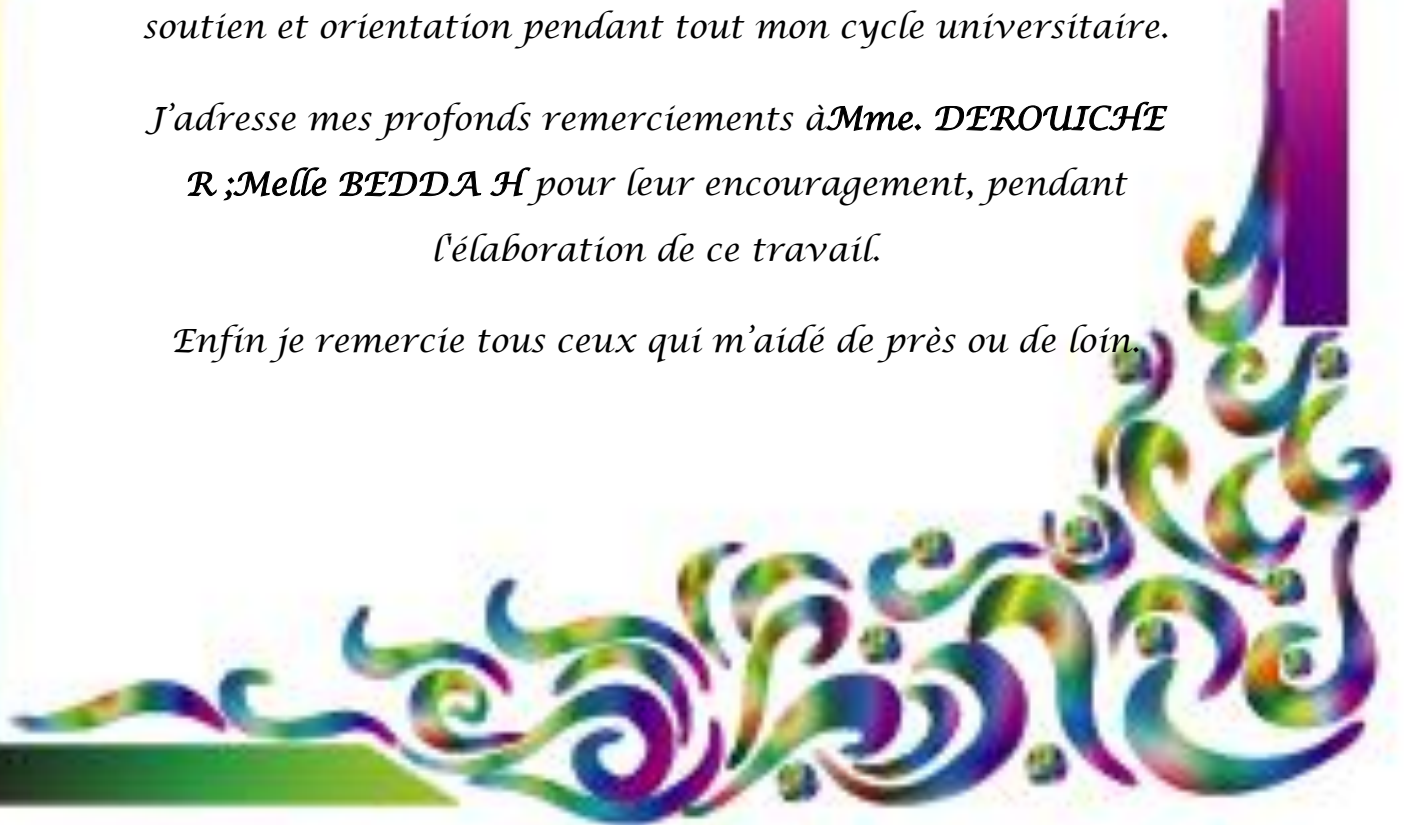 soutien et orientation pendant tout mon cycle universitaire.
J’adresse mes profonds remerciements àMme. DEROUICHE
R ;Melle BEDDA H pour leur encouragement, pendant
l'élaboration de ce travail.
Enfin je remercie tous ceux qui m’aidé de près ou de loin.